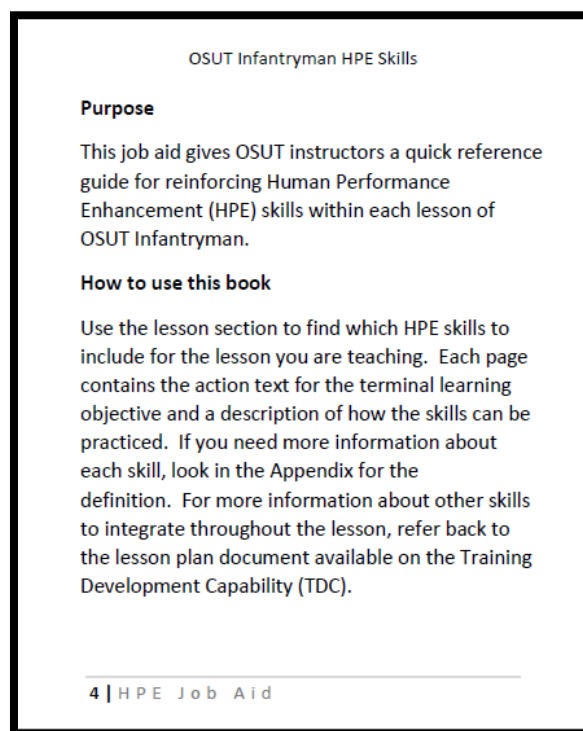 OSUT Infantryman HPE Skills
Purpose
This job aid gives OSUT instructors a quick reference
guide for reinforcing Human Performance
Enhancement (HPE) skills within each lesson of
OSUT Infantryman.
How to use this book
Use the lesson section to find which HPE skills to
include for the lesson you are teaching.  Each page
contains the action text for the terminal learning
objective and a description of how the skills can be
practiced.  If you need more information about
each skill, look in the Appendix for the
definition.  For more information about other skills
to integrate throughout the lesson, refer back to
the lesson plan document available on the Training
Development Capability (TDC).
4 | HPE Job Aid